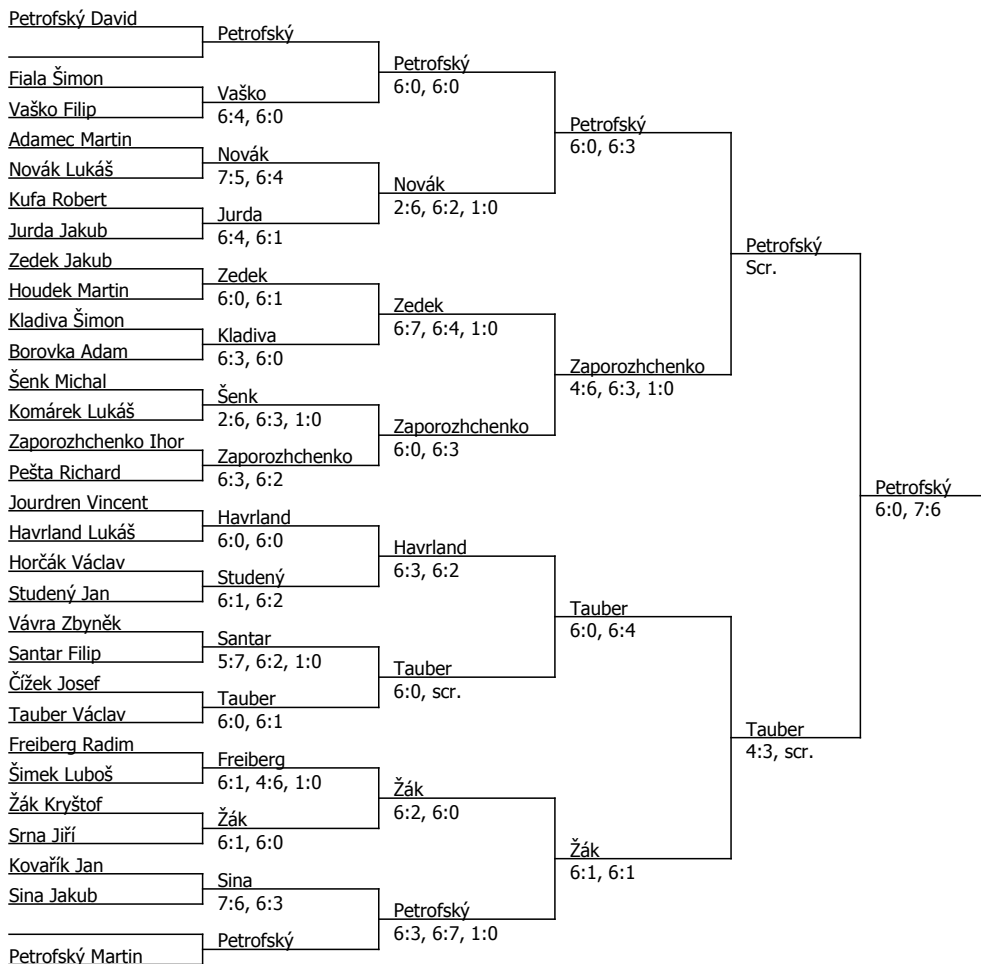 Petrofský David
Petrofský
Petrofský
6:0, 6:0
Fiala Šimon
Vaško
6:4, 6:0
Vaško Filip
Petrofský
6:0, 6:3
Adamec Martin
Novák
7:5, 6:4
Novák Lukáš
Novák
2:6, 6:2, 1:0
Kufa Robert
Jurda
6:4, 6:1
Jurda Jakub
Petrofský
Scr.
Zedek Jakub
Zedek
6:0, 6:1
Houdek Martin
Zedek
6:7, 6:4, 1:0
Kladiva Šimon
Kladiva
6:3, 6:0
Borovka Adam
Zaporozhchenko
4:6, 6:3, 1:0
Šenk Michal
Šenk
2:6, 6:3, 1:0
Komárek Lukáš
Zaporozhchenko
6:0, 6:3
Zaporozhchenko Ihor
Zaporozhchenko
6:3, 6:2
Pešta Richard
Petrofský
6:0, 7:6
Jourdren Vincent
Havrland
6:0, 6:0
Havrland Lukáš
Havrland
6:3, 6:2
Horčák Václav
Studený
6:1, 6:2
Studený Jan
Tauber
6:0, 6:4
Vávra Zbyněk
Santar
5:7, 6:2, 1:0
Santar Filip
Tauber
6:0, scr.
Čížek Josef
Tauber
6:0, 6:1
Tauber Václav
Tauber
4:3, scr.
Freiberg Radim
Freiberg
6:1, 4:6, 1:0
Šimek Luboš
Žák
6:2, 6:0
Žák Kryštof
Žák
6:1, 6:0
Srna Jiří
Žák
6:1, 6:1
Kovařík Jan
Sina
7:6, 6:3
Sina Jakub
Petrofský
6:3, 6:7, 1:0
Petrofský
Petrofský Martin